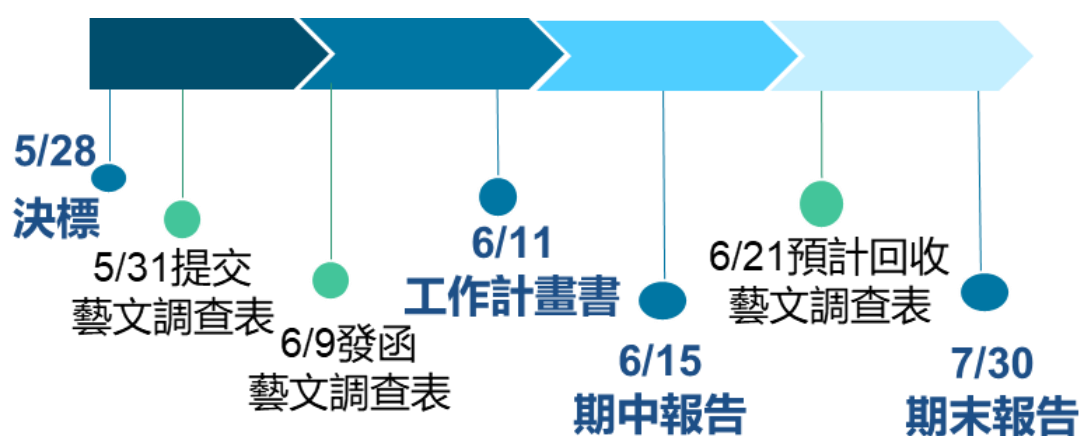 5/28
決標
5/31提交
藝文調查表
6/9發函
藝文調查表
6/11
工作計畫書
6/15
期中報告
6/21預計回收
藝文調查表
7/30
期末報告